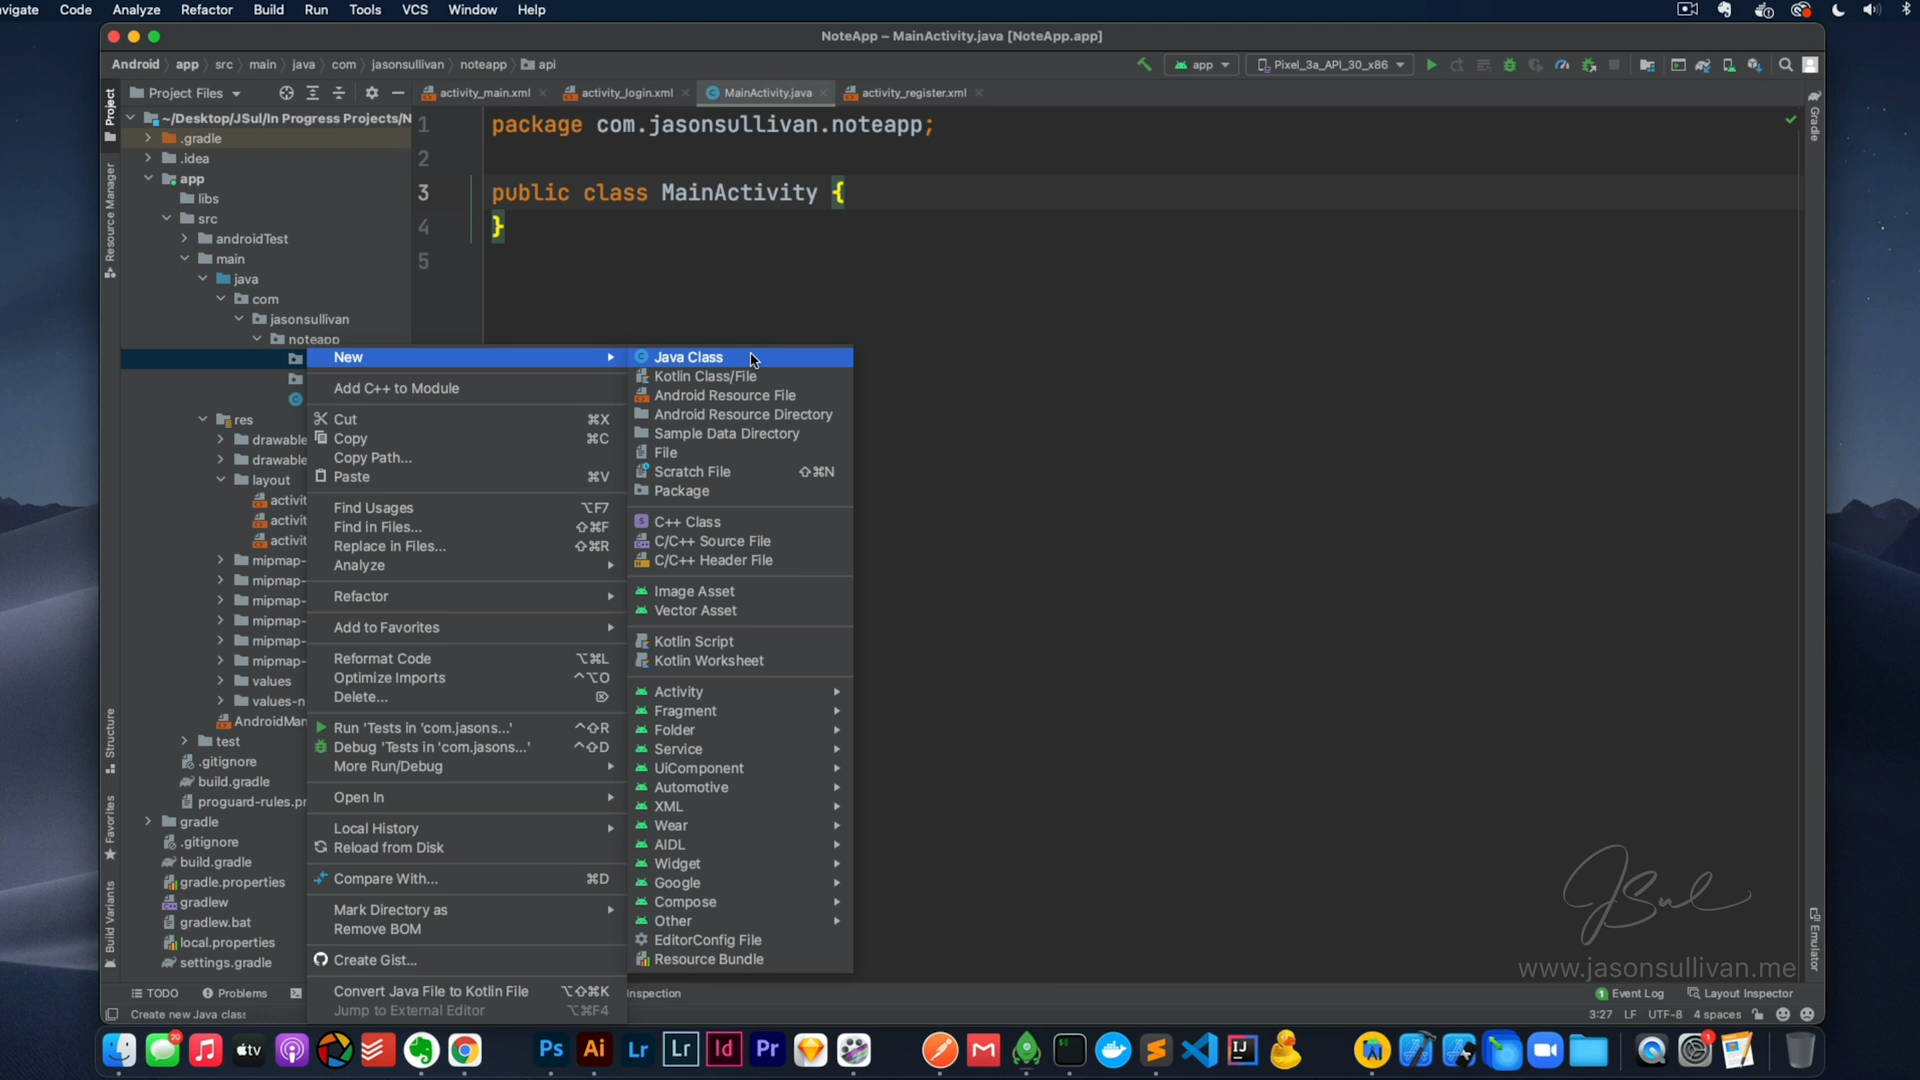 avigate Code Analyze Refactor Build Run Tools VCS Window Help
NoteApp – MainActivity.java [NoteApp.app]
Android app src main java com jasonsullivan noteapp api
app Pixel_3a_API_30_x86
Project Files
activity_main.xml activity_login.xml MainActivity.java activity_register.xml
Project
Resource Manager
Structure
Favorites
Build Variants
Gradle
Emulator
~/Desktop/JSul/In Progress Projects/N
.gradle
.idea
app
libs
src
androidTest
main
java
com
jasonsullivan
noteapp
res
drawable
drawable
layout
activit
activit
activit
mipmap-
mipmap-
mipmap-
mipmap-
mipmap-
mipmap-
values
values-n
AndroidMan
test
.gitignore
build.gradle
proguard-rules.pr
gradle
.gitignore
build.gradle
gradle.properties
gradlew
gradlew.bat
local.properties
settings.gradle
1 package com.jasonsullivan.noteapp;
2
3 public class MainActivity {
4 }
5
New
Add C++ to Module
Cut ⌘X
Copy ⌘C
Copy Path...
Paste ⌘V
Find Usages ⌥F7
Find in Files... ⇧⌘F
Replace in Files... ⇧⌘R
Analyze
Refactor
Add to Favorites
Reformat Code ⌥⌘L
Optimize Imports ^⌥O
Delete... ⌦
Run 'Tests in 'com.jasons...' ^⇧R
Debug 'Tests in 'com.jasons...' ^⇧D
More Run/Debug
Open In
Local History
Reload from Disk
Compare With... ⌘D
Mark Directory as
Remove BOM
Create Gist...
Convert Java File to Kotlin File ⌥⇧⌘K
Jump to External Editor ⌥⌘F4
Java Class
Kotlin Class/File
Android Resource File
Android Resource Directory
Sample Data Directory
File
Scratch File ⇧⌘N
Package
C++ Class
C/C++ Source File
C/C++ Header File
Image Asset
Vector Asset
Kotlin Script
Kotlin Worksheet
Activity
Fragment
Folder
Service
UiComponent
Automotive
XML
Wear
AIDL
Widget
Google
Compose
Other
EditorConfig File
Resource Bundle
JSul
www.jasonsullivan.me
TODO Problems Inspection 1 Event Log Layout Inspector
Create new Java class 3:27 LF UTF-8 4 spaces
20 tv Ps Ai Lr Lr Id Pr IJ 1